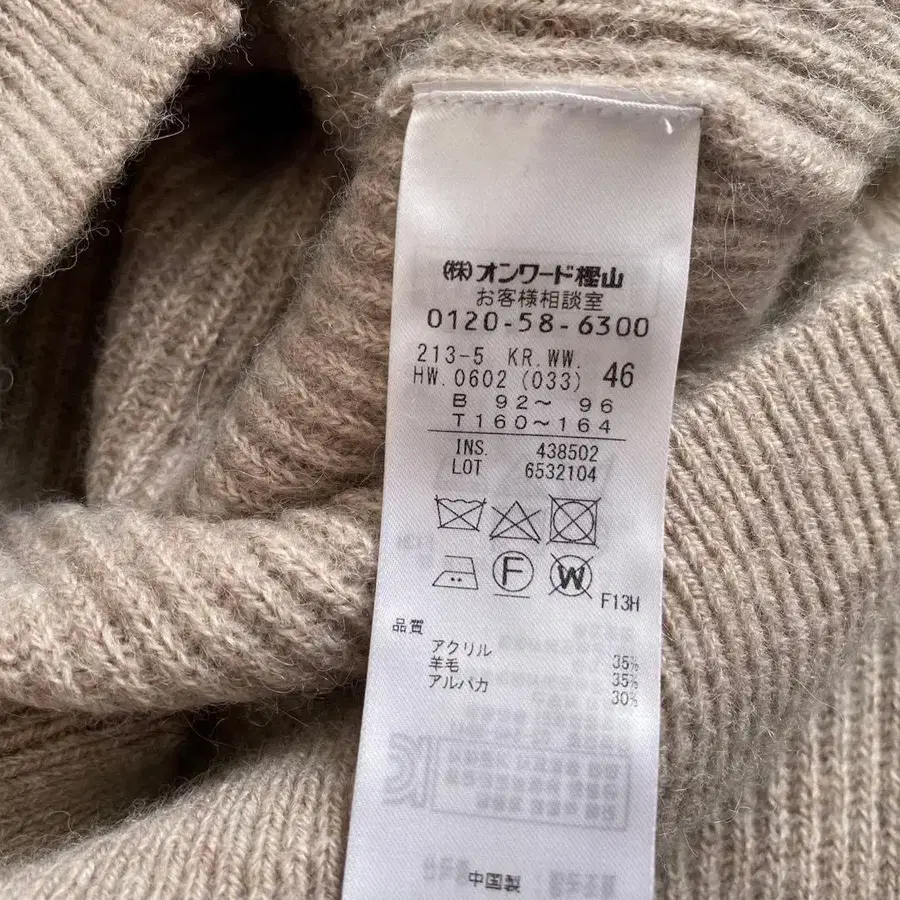 ㈱オンワード樫山
お客様相談室
0120-58-6300
213-5 KR.WW.
HW.0602 (033) 46
B 92～ 96
T160～164
INS. 438502
LOT 6532104
F W F13H
品質
アクリル 35%
羊毛 35%
アルパカ 30%
中国製